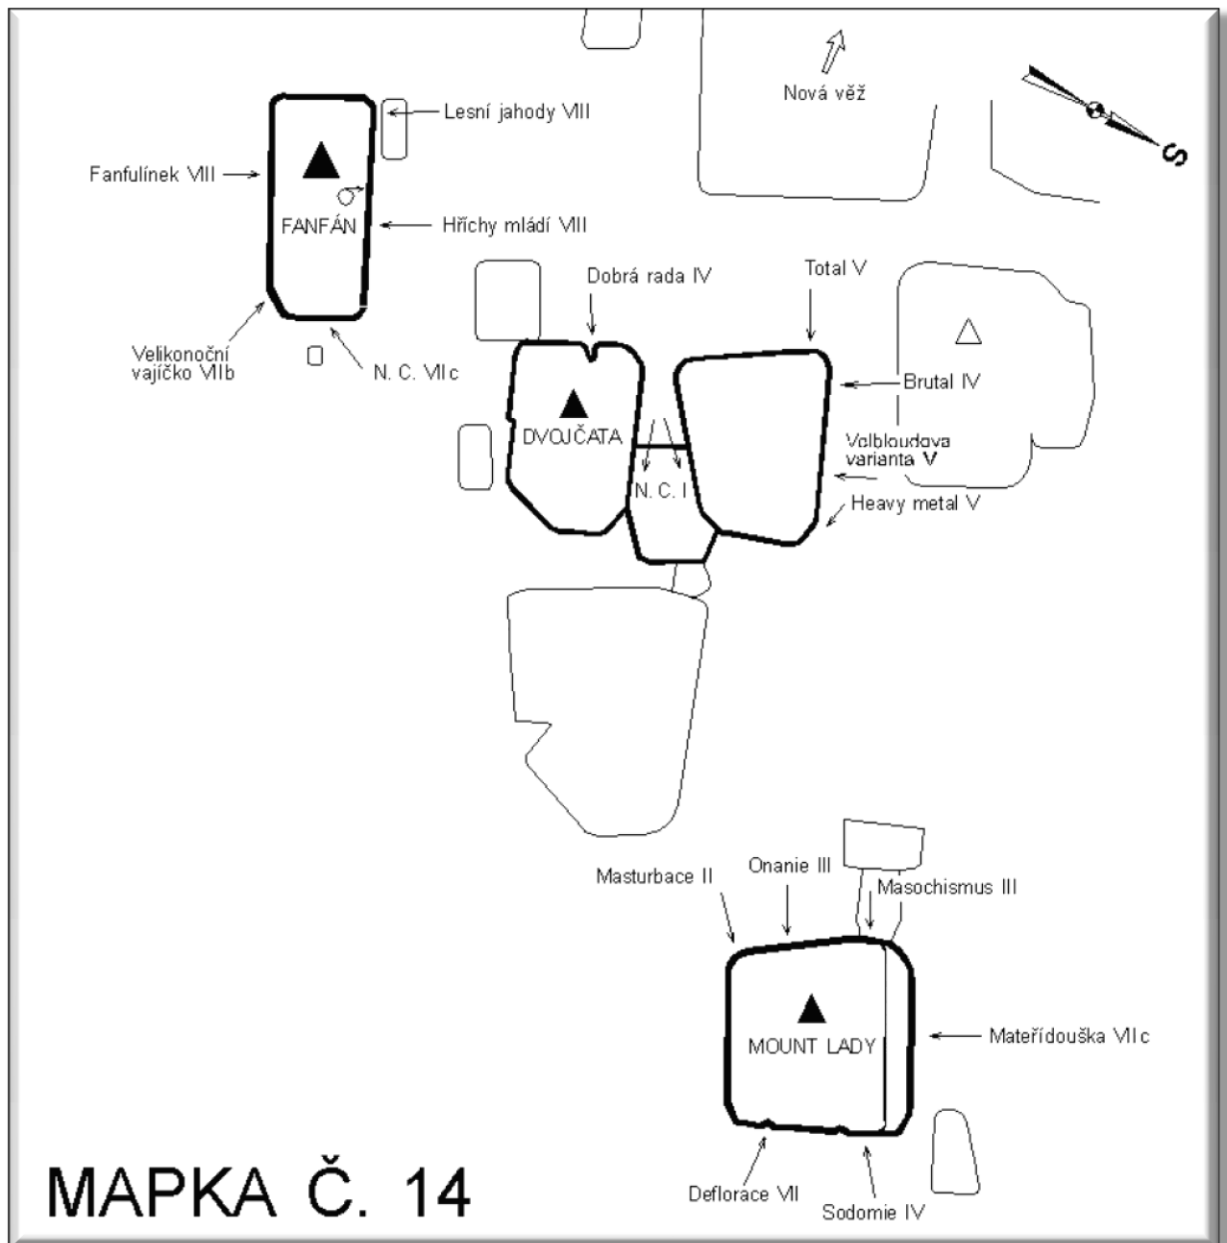 Nová věž
S
Lesní jahody VIII
Fanfulínek VIII
FANFÁN
Hříchy mládí VIII
Dobrá rada IV
Total V
Velikonoční
vajíčko VIIb
N. C. VIIc
Brutal IV
DVOJČATA
Velbloudova
varianta V
N. C. I
Heavy metal V
Masturbace II
Onanie III
Masochismus III
MOUNT LADY
Mateřídouška VIIc
Deflorace VII
Sodomie IV
MAPKA Č. 14